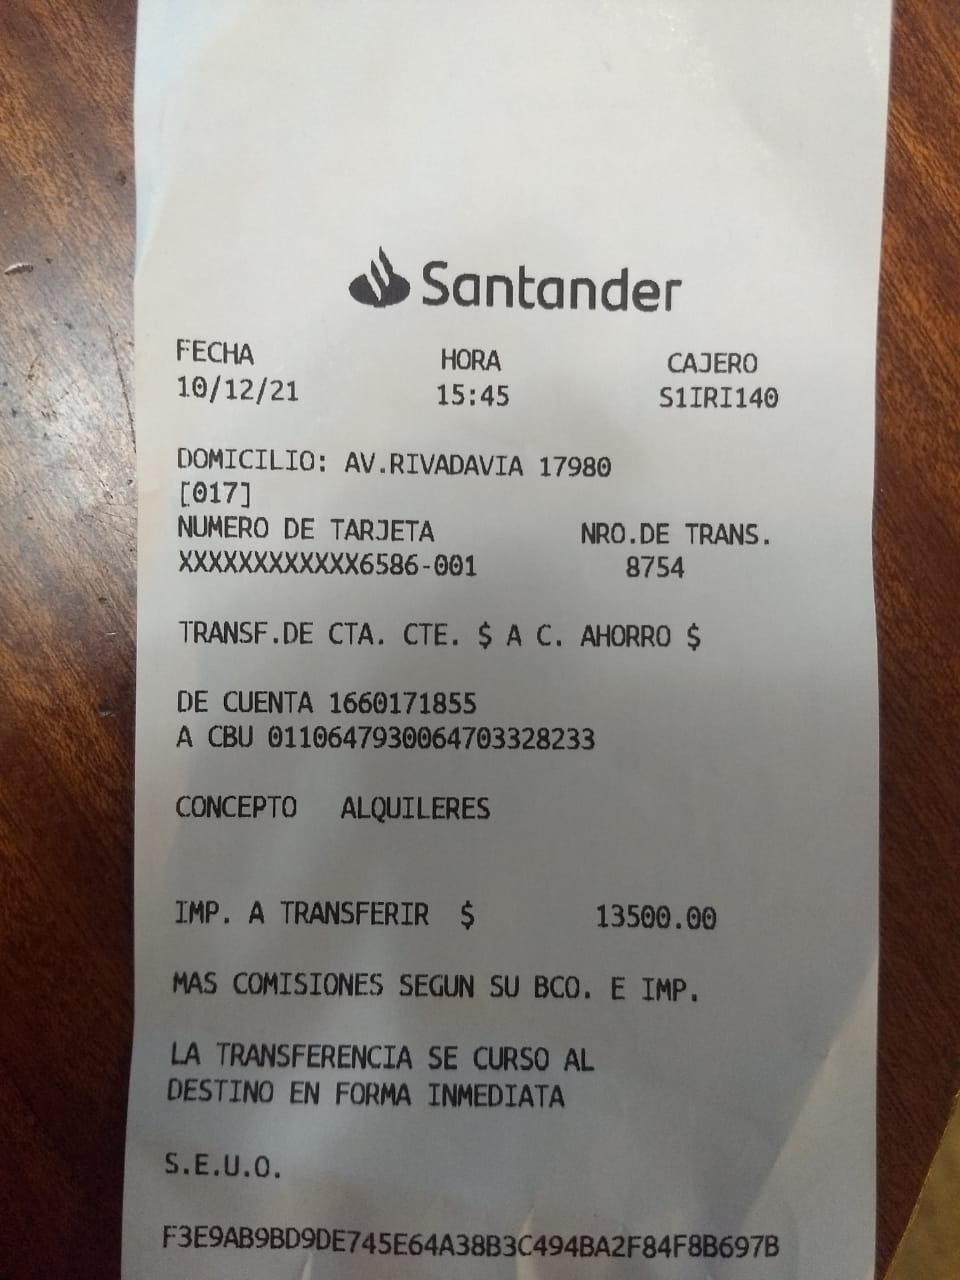 Santander
FECHA HORA CAJERO
10/12/21 15:45 S1IRI140
DOMICILIO: AV.RIVADAVIA 17980
[017]
NUMERO DE TARJETA NRO.DE TRANS.
XXXXXXXXXXXX6586-001 8754
TRANSF.DE CTA. CTE. $ A C. AHORRO $
DE CUENTA 1660171855
A CBU 0110647930064703328233
CONCEPTO ALQUILERES
IMP. A TRANSFERIR $ 13500.00
MAS COMISIONES SEGUN SU BCO. E IMP.
LA TRANSFERENCIA SE CURSO AL
DESTINO EN FORMA INMEDIATA
S.E.U.O.
F3E9AB9BD9DE745E64A38B3C494BA2F84F8B697B